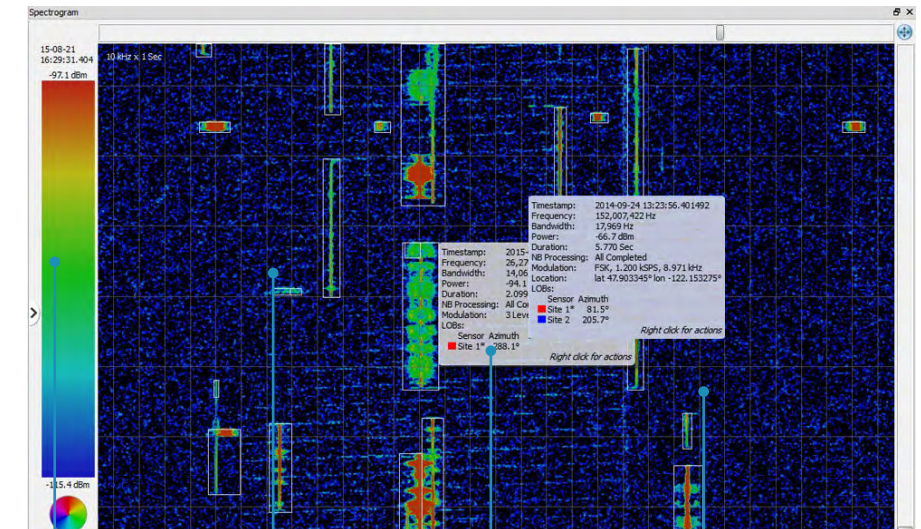 Spectrogram
15-08-21
16:29:31.404
-97.1 dBm
10 kHz x 1 Sec
Timestamp: 2015-
Frequency: 26,27
Bandwidth: 14,06
Power: -94.1
Duration: 2.099
NB Processing: All Co
Modulation: 3 Leve
LOBs:
Sensor Azimuth
Site 1* 288.1°
Right click for actions
Timestamp: 2014-09-24 13:23:56.401492
Frequency: 152,007,422 Hz
Bandwidth: 17,969 Hz
Power: -66.7 dBm
Duration: 5.770 Sec
NB Processing: All Completed
Modulation: FSK, 1.200 kSPS, 8.971 kHz
Location: lat 47.903345° lon -122.153275°
LOBs:
Sensor Azimuth
Site 1* 81.5°
Site 2 205.7°
Right click for actions
-115.4 dBm